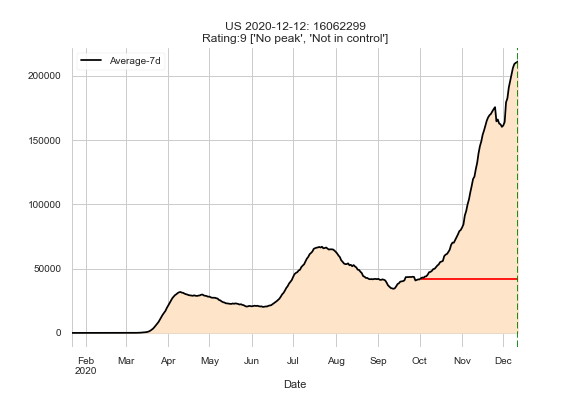 US 2020-12-12: 16062299
Rating:9 ['No peak', 'Not in control']
Average-7d
200000
150000
100000
50000
0
Feb Mar Apr May Jun Jul Aug Sep Oct Nov Dec
2020
Date